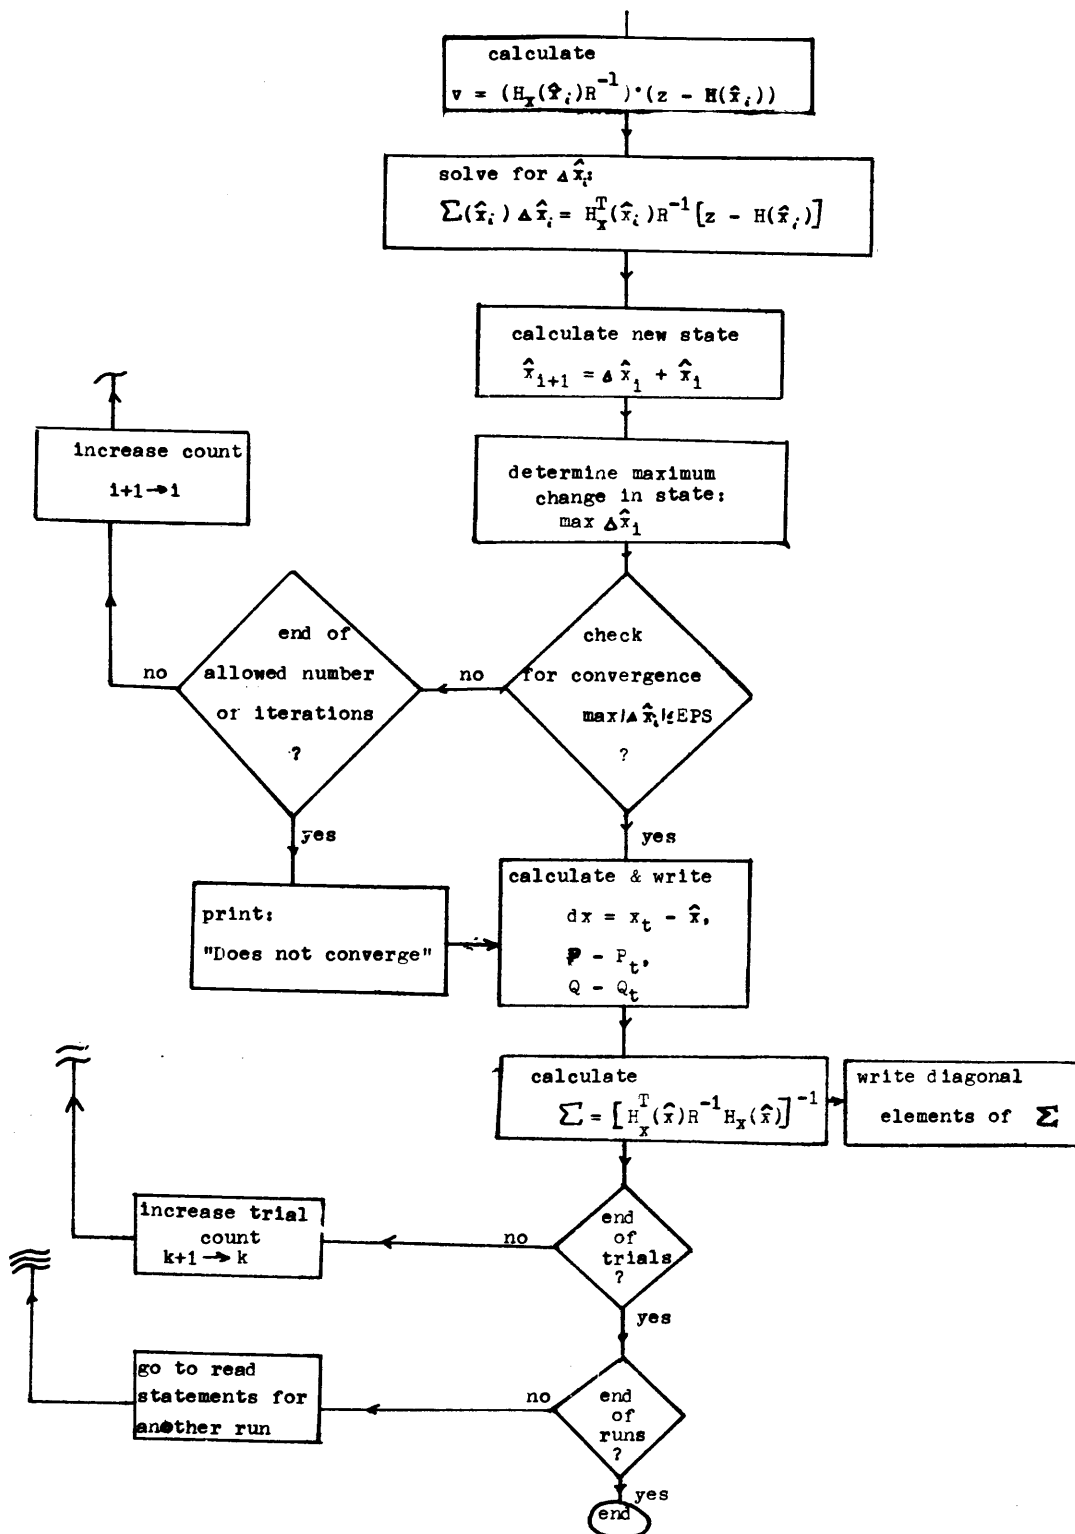 calculate
v = (H_x(x̂_i)R^-1)·(z - H(x̂_i))
solve for Δx̂_i:
Σ(x̂_i) Δx̂_i = H_x^T(x̂_i)R^-1[z - H(x̂_i)]
calculate new state
x̂_i+1 = Δx̂_i + x̂_i
increase count
i+1→i
determine maximum
change in state:
max Δx̂_i
end of
allowed number
or iterations
?
no
check
for convergence
max|Δx̂_i|≤EPS
?
no
yes
yes
print:
"Does not converge"
calculate & write
dx = x_t - x̂,
P - P_t,
Q - Q_t
calculate
Σ = [H_x^T(x̂)R^-1H_x(x̂)]^-1
write diagonal
elements of Σ
increase trial
count
k+1→k
no
end
of
trials
?
yes
go to read
statements for
another run
no
end
of
runs
?
yes
end